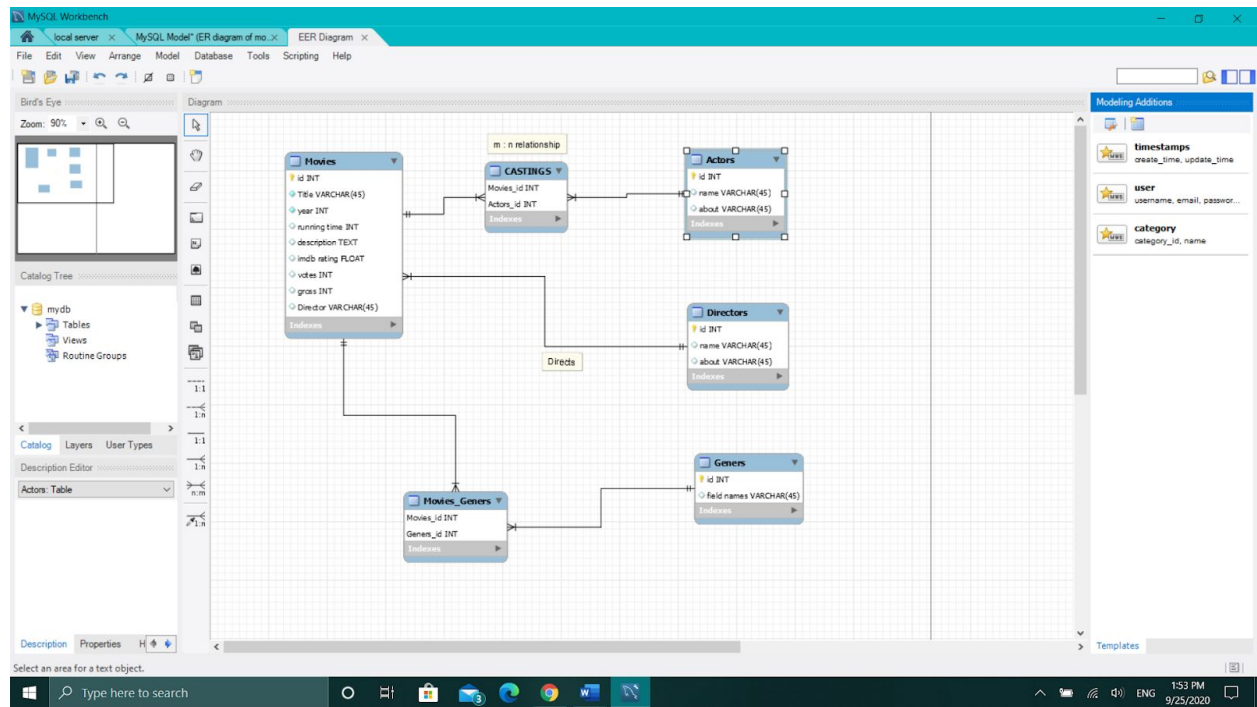 MySQL Workbench
local server × MySQL Model* (ER diagram of mo..× EER Diagram ×
File Edit View Arrange Model Database Tools Scripting Help
Bird's Eye
Zoom: 90%
Catalog Tree
mydb
Tables
Views
Routine Groups
Catalog Layers User Types
Description Editor
Actors: Table
Description Properties H
Diagram
1:1
1:n
1:1
1:n
n:m
1:n
Movies
id INT
Title VARCHAR(45)
year INT
running time INT
description TEXT
imdb rating FLOAT
votes INT
gross INT
Director VARCHAR(45)
Indexes
m : n relationship
CASTINGS
Movies_id INT
Actors_id INT
Indexes
Actors
id INT
name VARCHAR(45)
about VARCHAR(45)
Indexes
Directors
id INT
name VARCHAR(45)
about VARCHAR(45)
Indexes
Directs
Geners
id INT
field names VARCHAR(45)
Indexes
Movies_Geners
Movies_id INT
Geners_id INT
Indexes
Modeling Additions
timestamps
create_time, update_time
user
username, email, passwor...
category
category_id, name
Templates
Select an area for a text object.
Type here to search
3
W
ENG
1:53 PM
9/25/2020